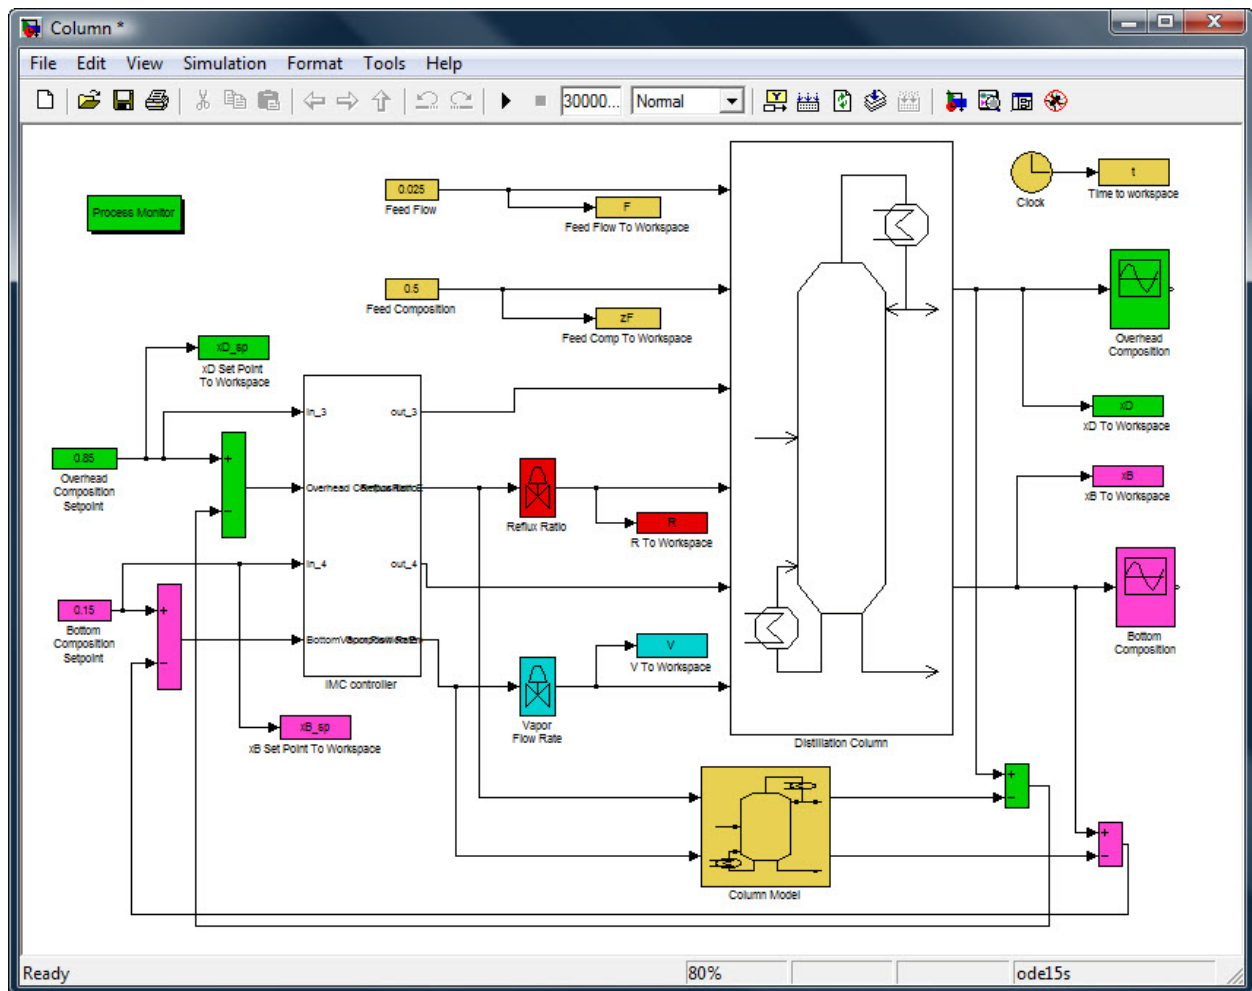 Column *
File Edit View Simulation Format Tools Help
30000... Normal
Process Monitor
0.025
Feed Flow
F
Feed Flow To Workspace
t
Clock
Time to workspace
0.5
Feed Composition
zF
Feed Comp To Workspace
Overhead
Composition
xD_sp
xD Set Point
To Workspace
In_3
out_3
xD
xD To Workspace
0.85
Overhead
Composition
Setpoint
+
−
Reflux Ratio
R
R To Workspace
xB
xB To Workspace
In_4
out_4
0.15
Bottom
Composition
Setpoint
+
−
IMC controller
V
V To Workspace
Vapor
Flow Rate
Bottom
Composition
xB_sp
xB Set Point To Workspace
Distillation Column
+
−
+
−
Column Model
Ready 80% ode15s